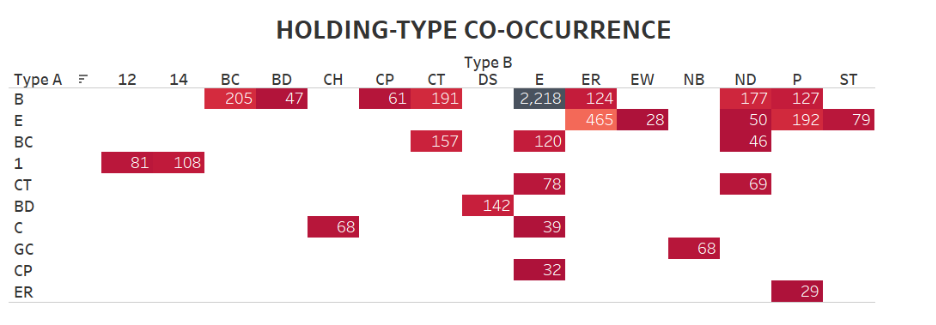 HOLDING-TYPE CO-OCCURRENCE
Type B
Type A 12 14 BC BD CH CP CT DS E ER EW NB ND P ST
B 205 47 61 191 2,218 124 177 127
E 465 28 50 192 79
BC 157 120 46
1 81 108
CT 78 69
BD 142
C 68 39
GC 68
CP 32
ER 29